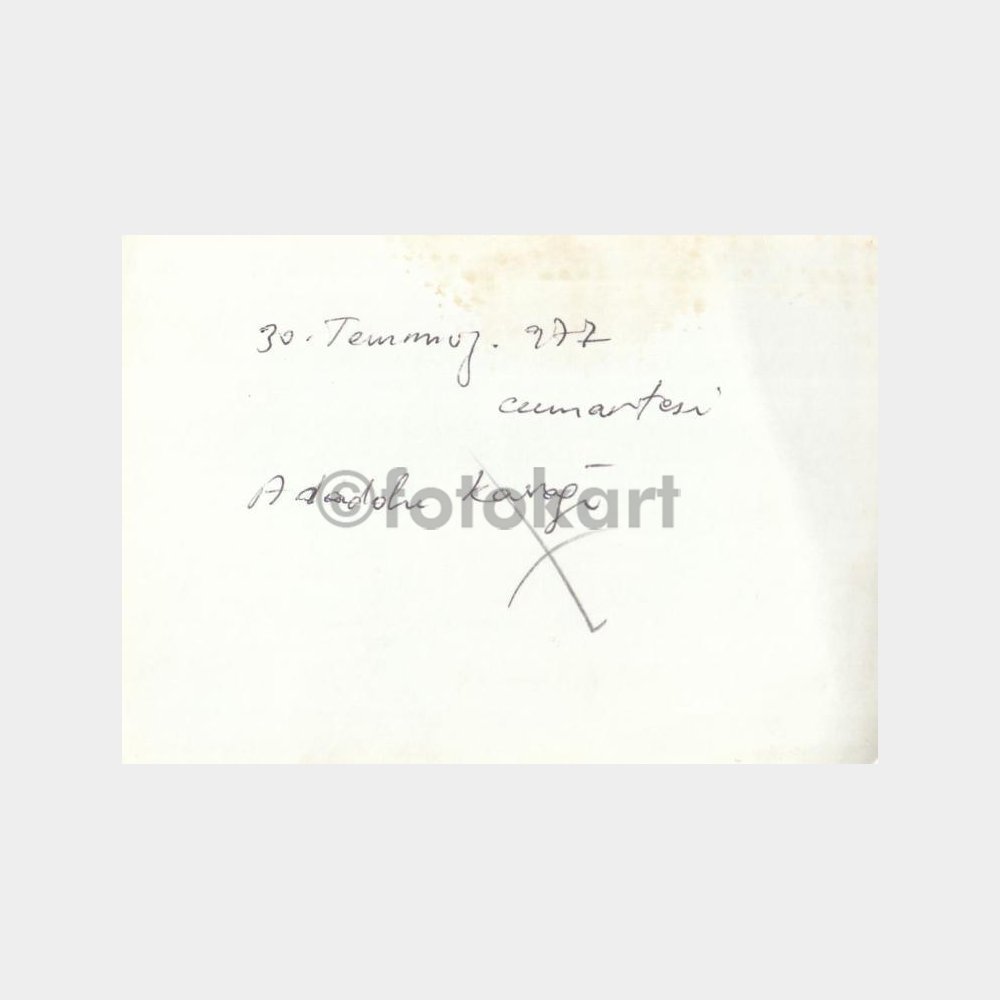 30. Temmuz. 977
cumartesi
Anadolu Kavağı
©fotokart